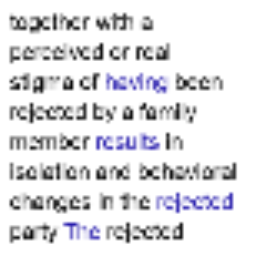 together with a
perceived or real
stigma of having been
rejected by a family
member results in
isolation and behavioral
changes in the rejected
party The rejected